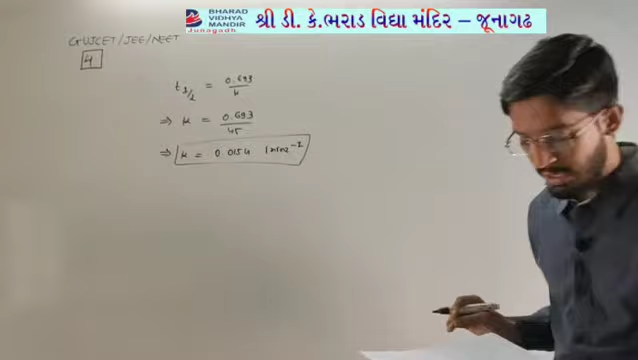 BHARAD
VIDHYA
MANDIR
Junagadh
શ્રી ડી. કે.ભરાડ વિદ્યા મંદિર – જૂનાગઢ
GUJCET/JEE/NEET
4
t1/2 = 0.693/k
⇒ k = 0.693/45
⇒ k = 0.0154 min⁻¹